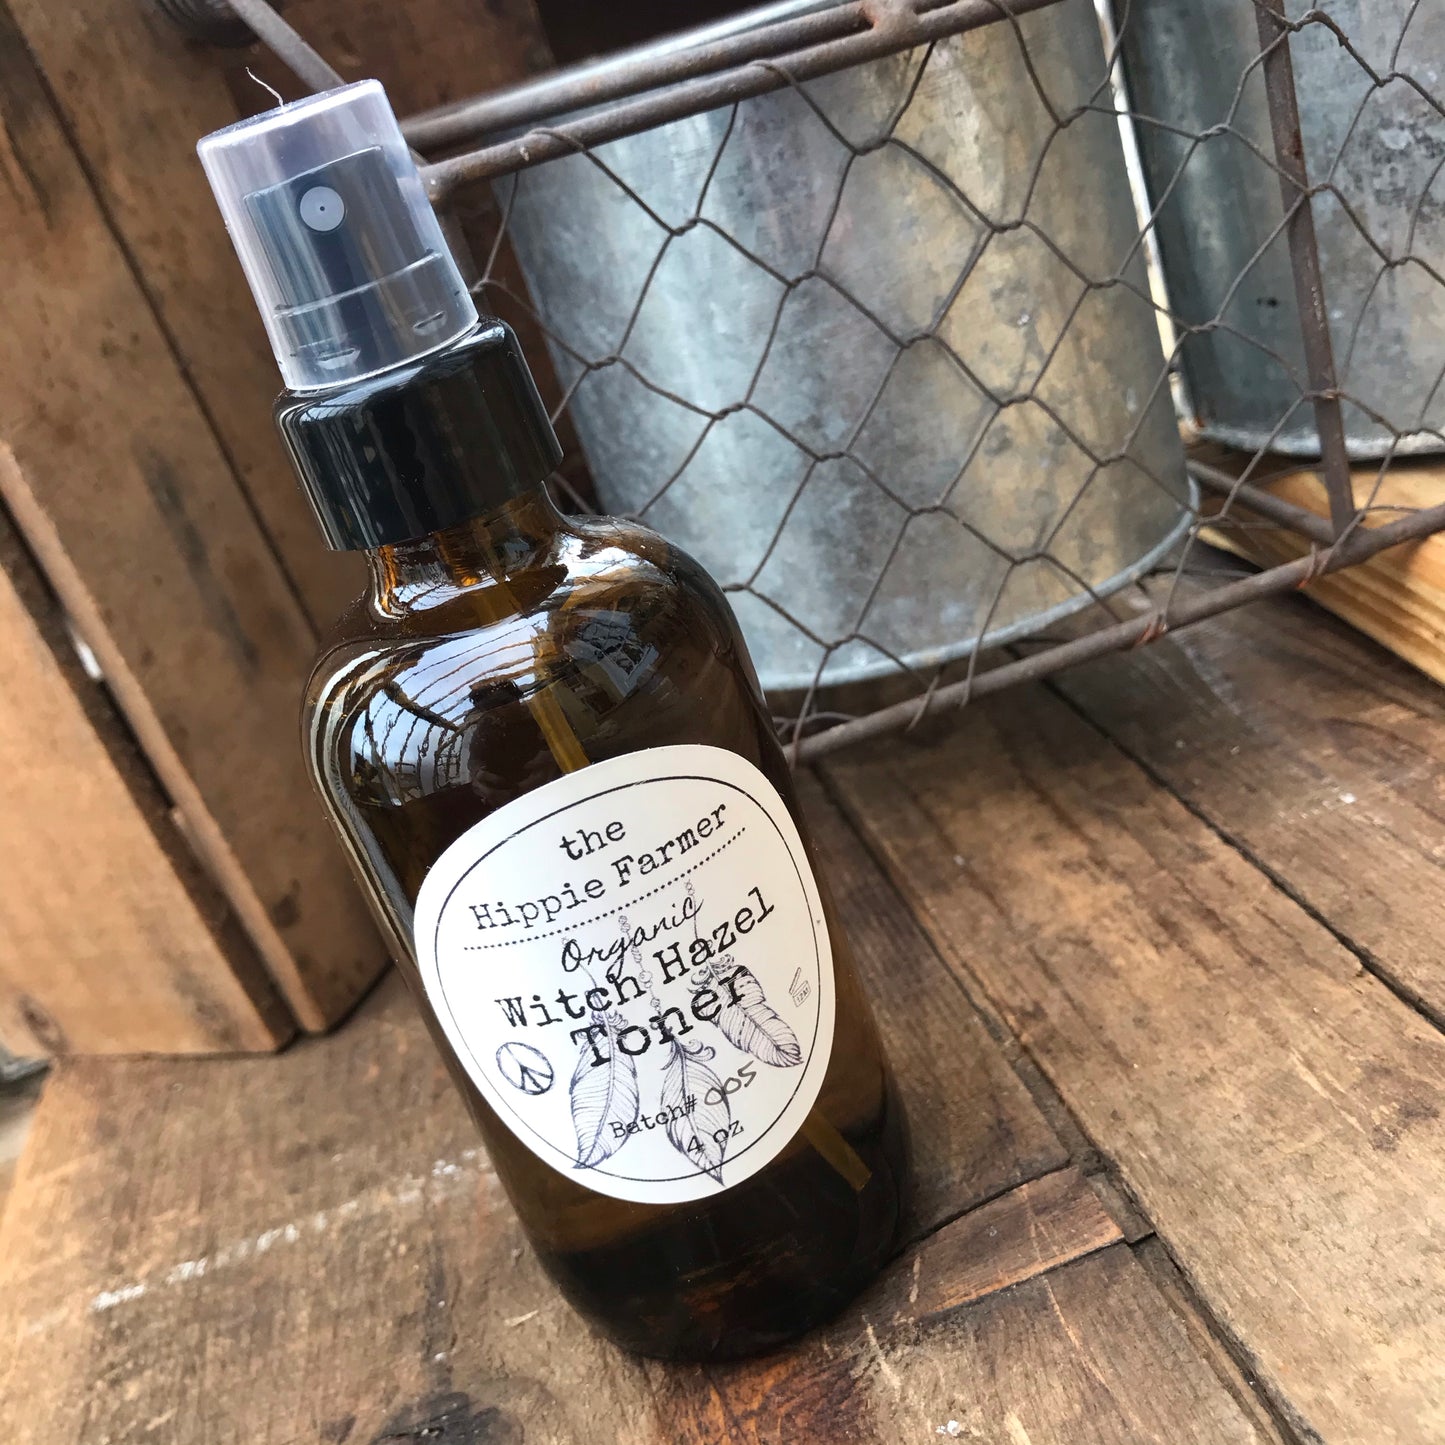 the
Hippie Farmer
Organic
Witch Hazel
Toner
Batch# 005
4 oz